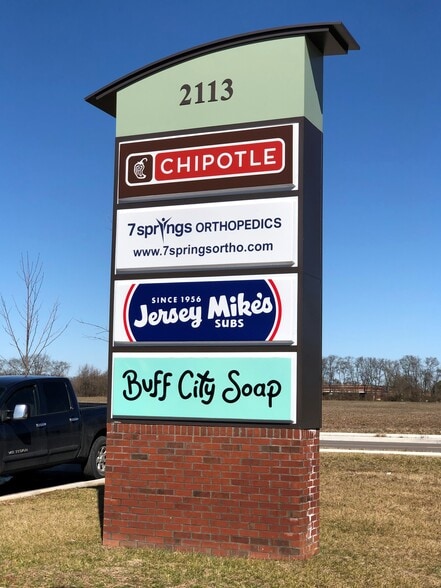 2113
CHIPOTLE
7springs ORTHOPEDICS
www.7springsortho.com
SINCE 1956
Jersey Mike's
SUBS
Buff City Soap